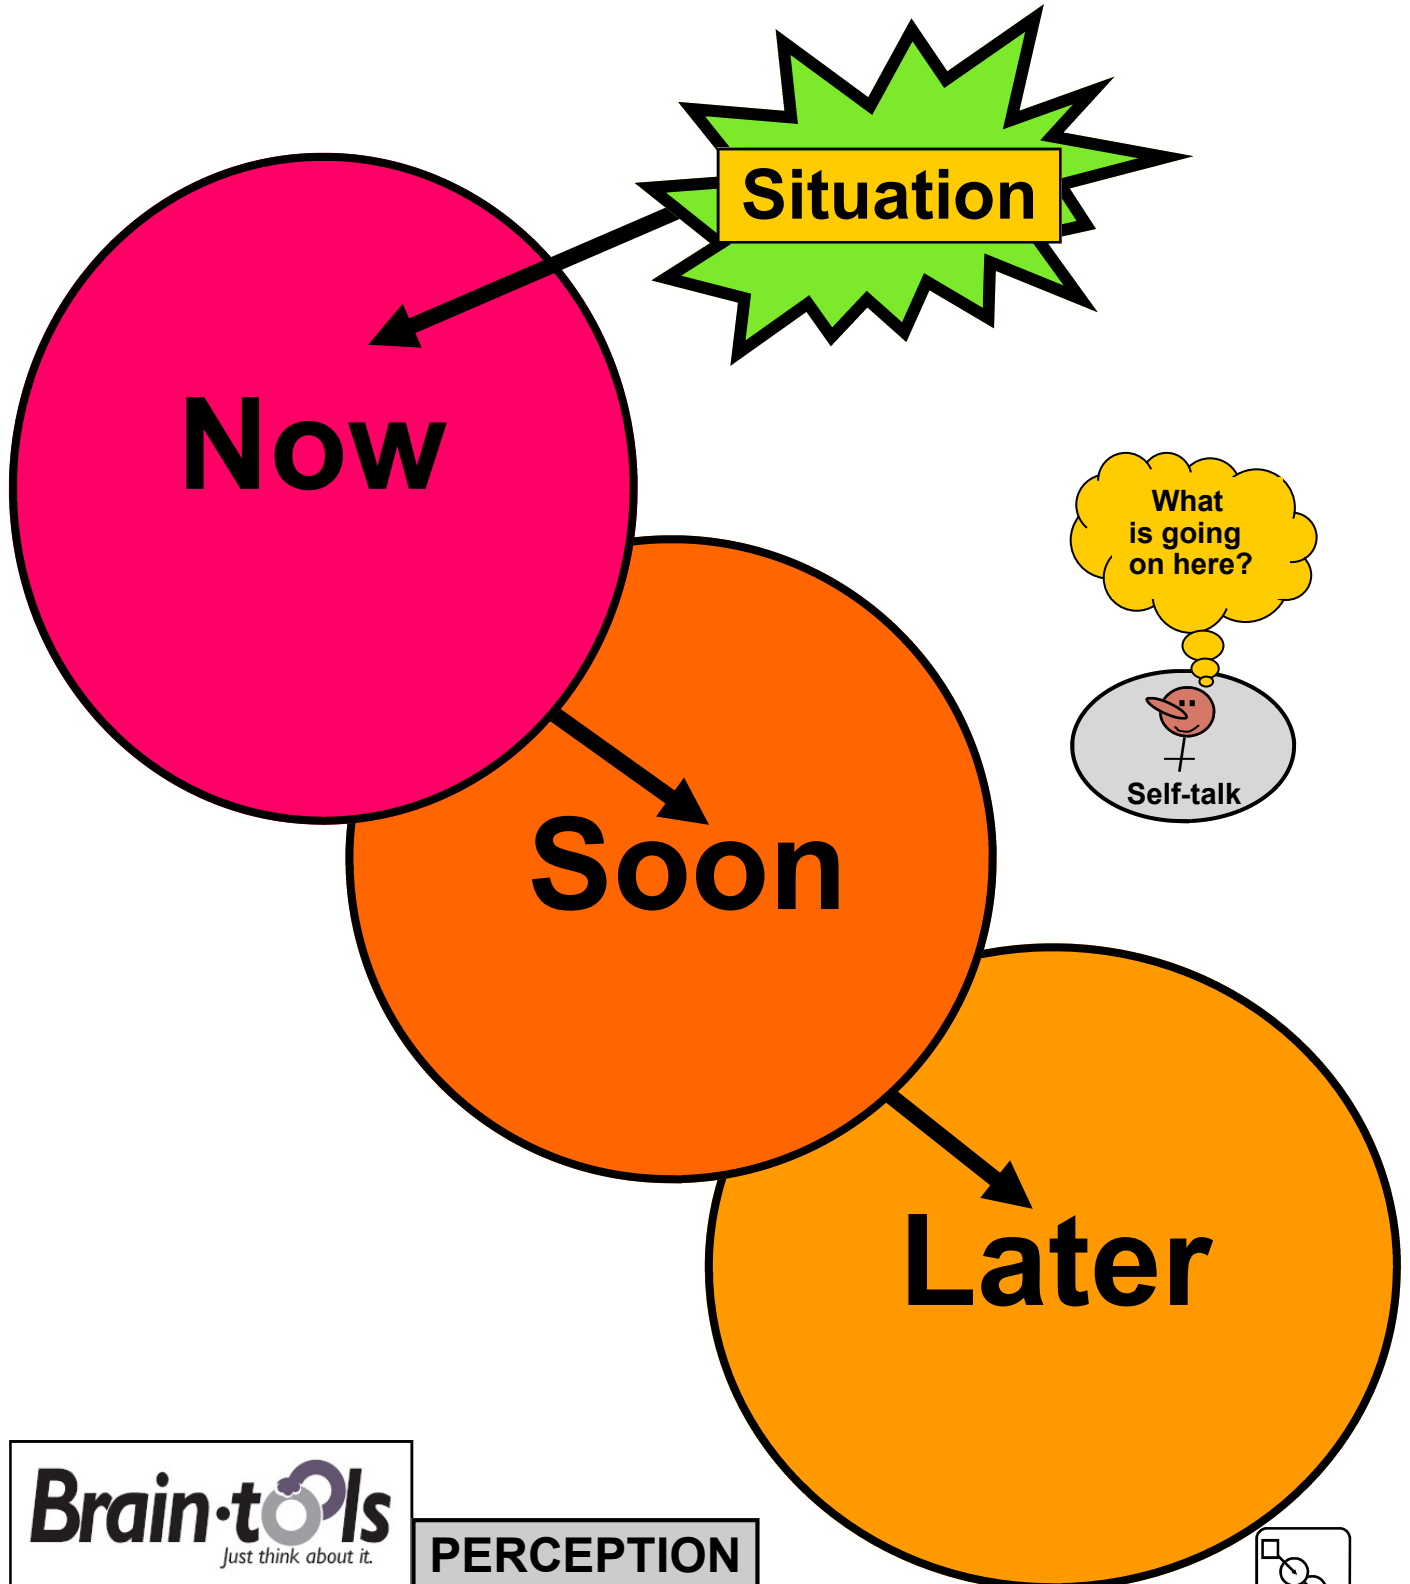 Situation
Now
What
is going
on here?
Self-talk
Soon
Later
Brain·tools
Just think about it.
PERCEPTION